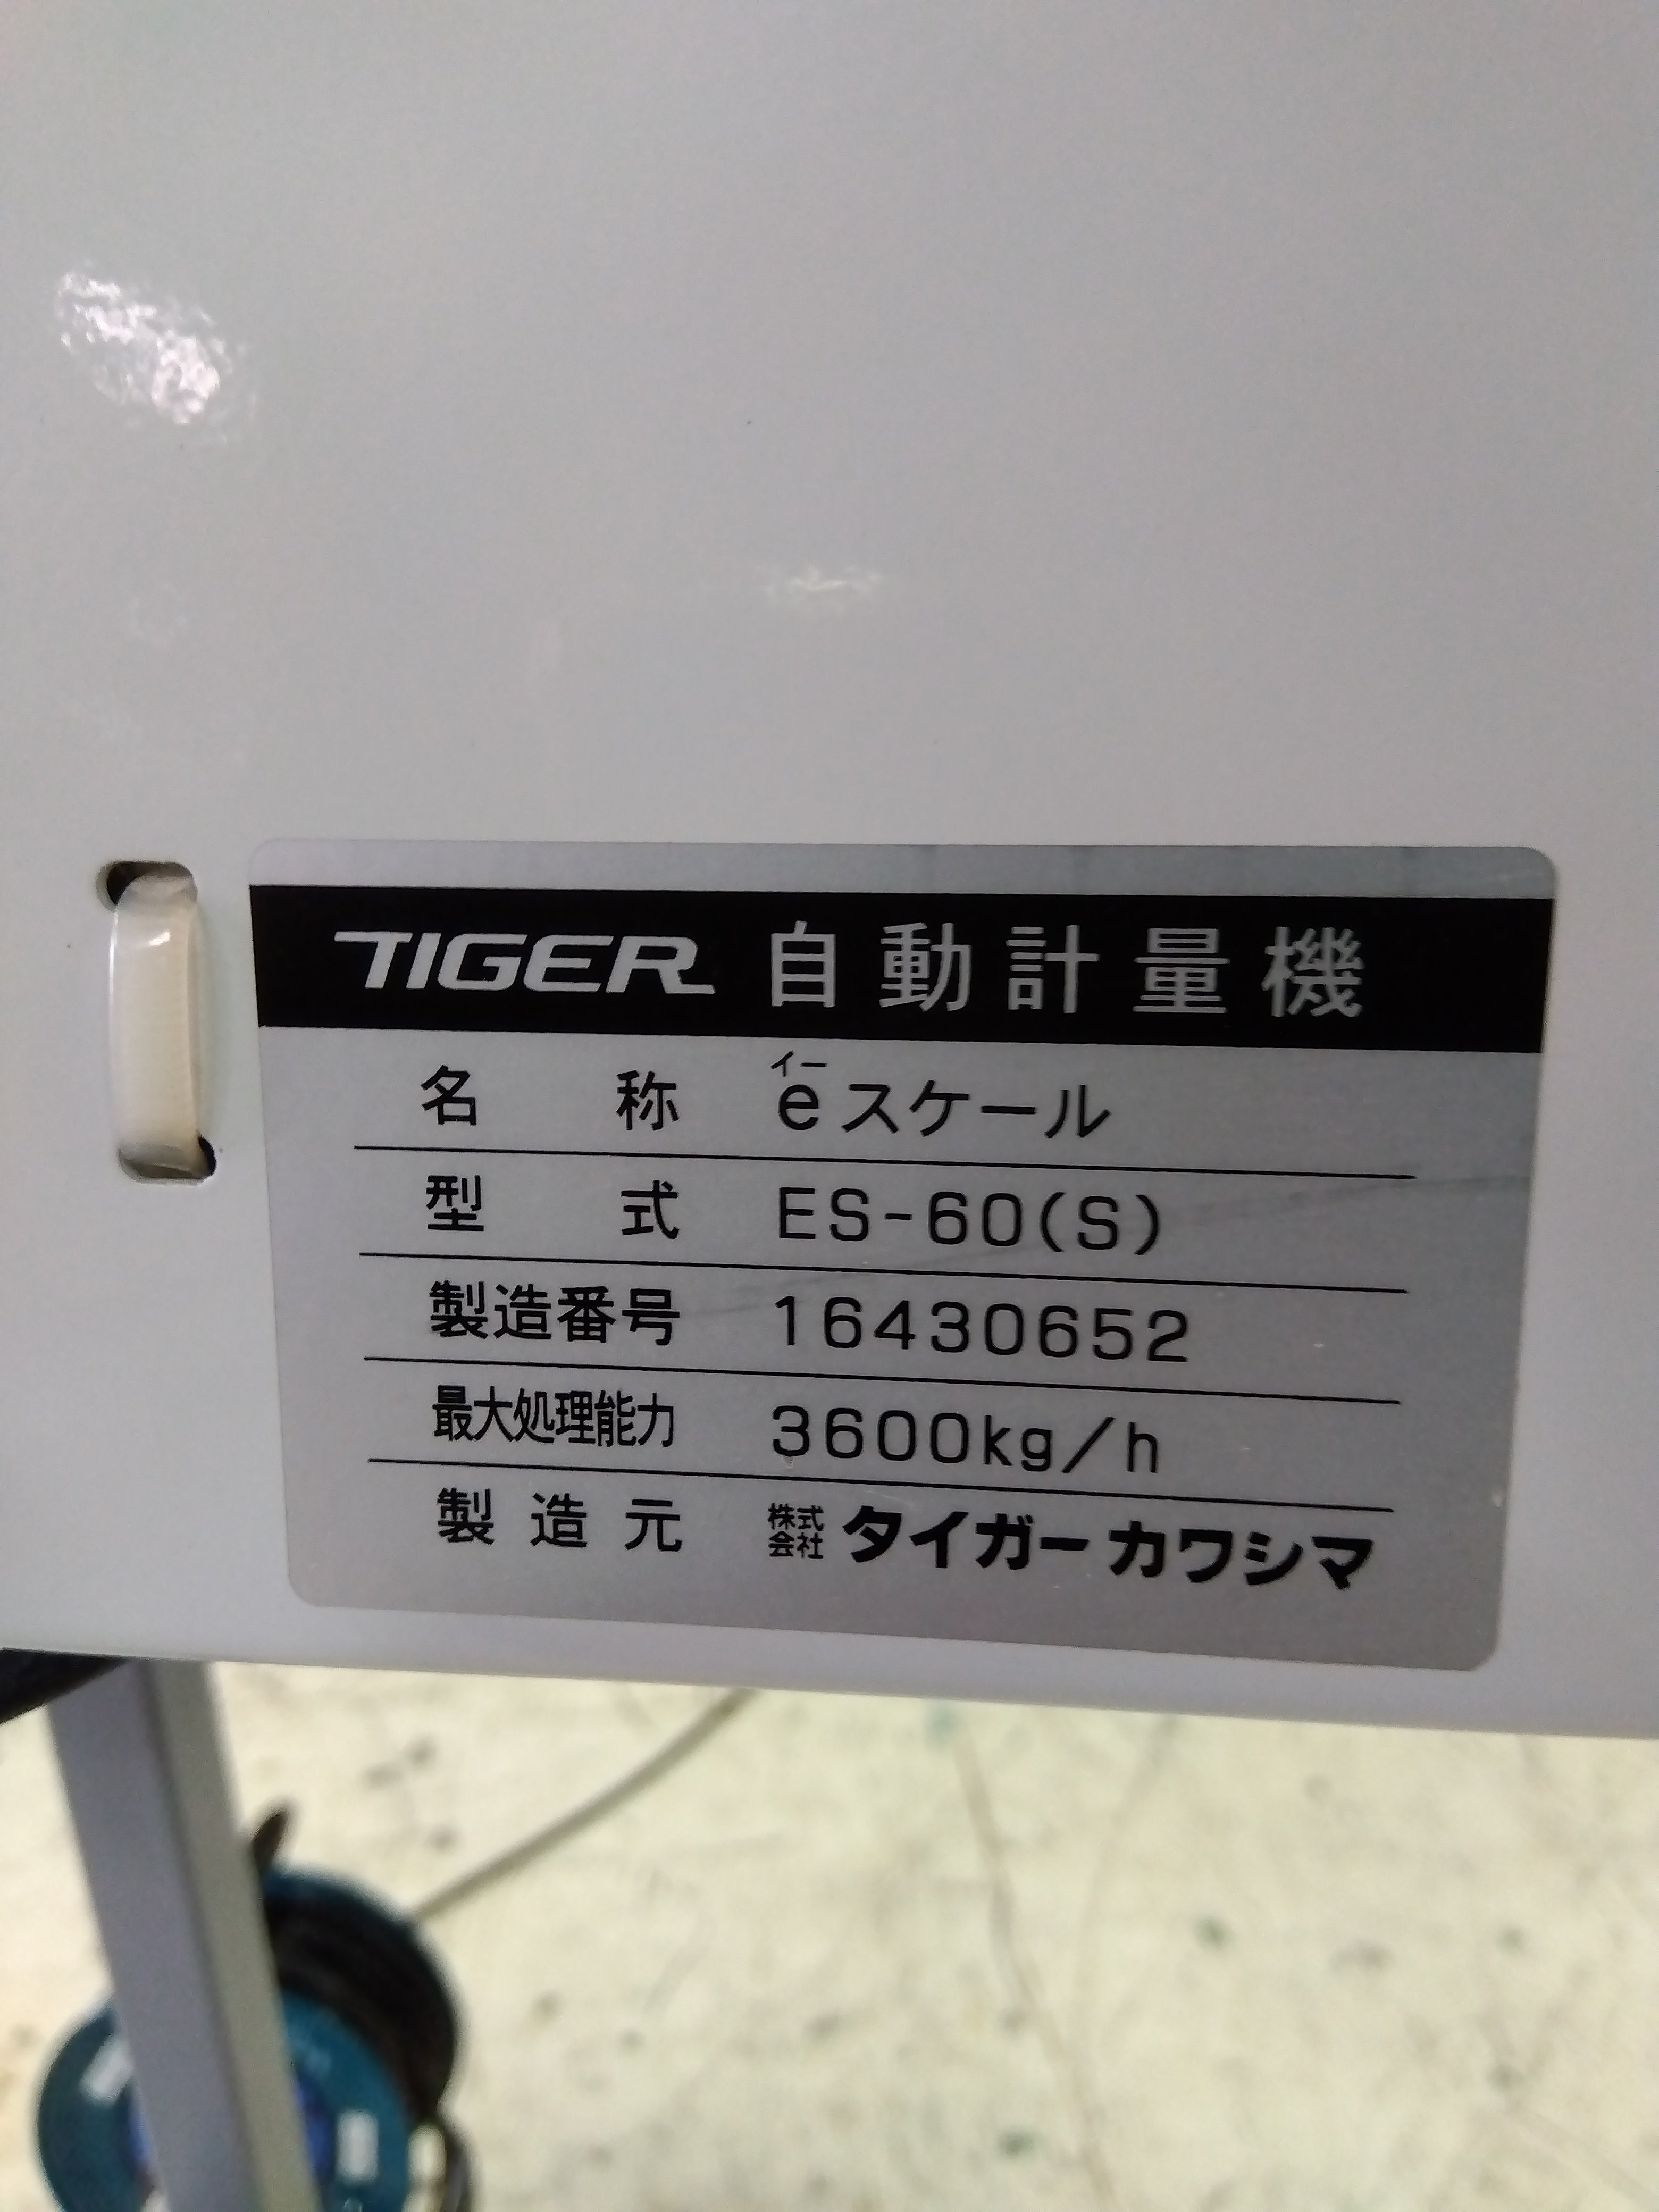 TIGER 自動計量機
名称 eイースケール
型式 ES-60(S)
製造番号 16430652
最大処理能力 3600kg/h
製造元 株式会社タイガーカワシマ